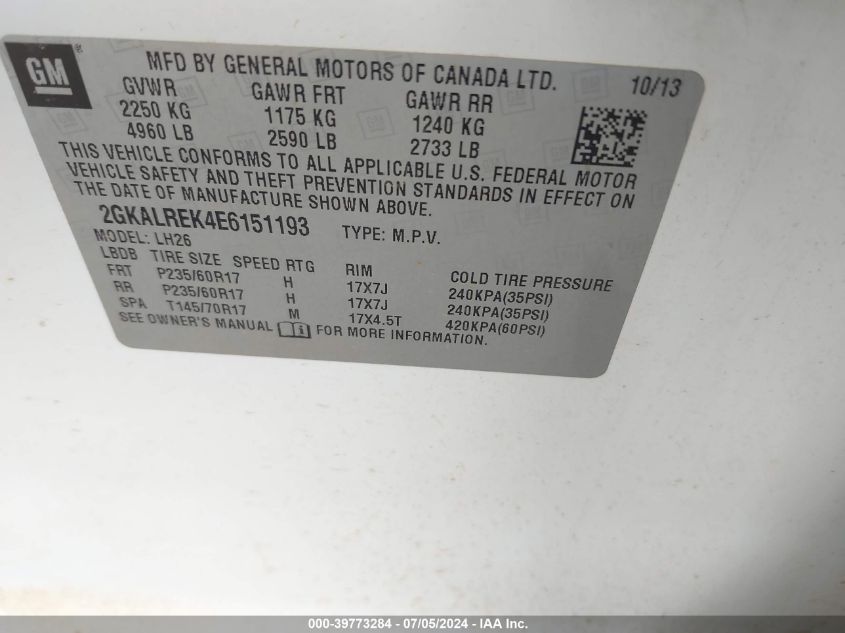 GM
MFD BY GENERAL MOTORS OF CANADA LTD. 10/13
GVWR GAWR FRT GAWR RR
2250 KG 1175 KG 1240 KG
4960 LB 2590 LB 2733 LB
THIS VEHICLE CONFORMS TO ALL APPLICABLE U.S. FEDERAL MOTOR
VEHICLE SAFETY AND THEFT PREVENTION STANDARDS IN EFFECT ON
THE DATE OF MANUFACTURE SHOWN ABOVE.
2GKALREK4E6151193 TYPE: M.P.V.
MODEL: LH26
LBDB TIRE SIZE SPEED RTG RIM COLD TIRE PRESSURE
FRT P235/60R17 H 17X7J 240KPA(35PSI)
RR P235/60R17 H 17X7J 240KPA(35PSI)
SPA T145/70R17 M 17X4.5T 420KPA(60PSI)
SEE OWNER'S MANUAL i FOR MORE INFORMATION.
000-39773284 - 07/05/2024 - IAA Inc.